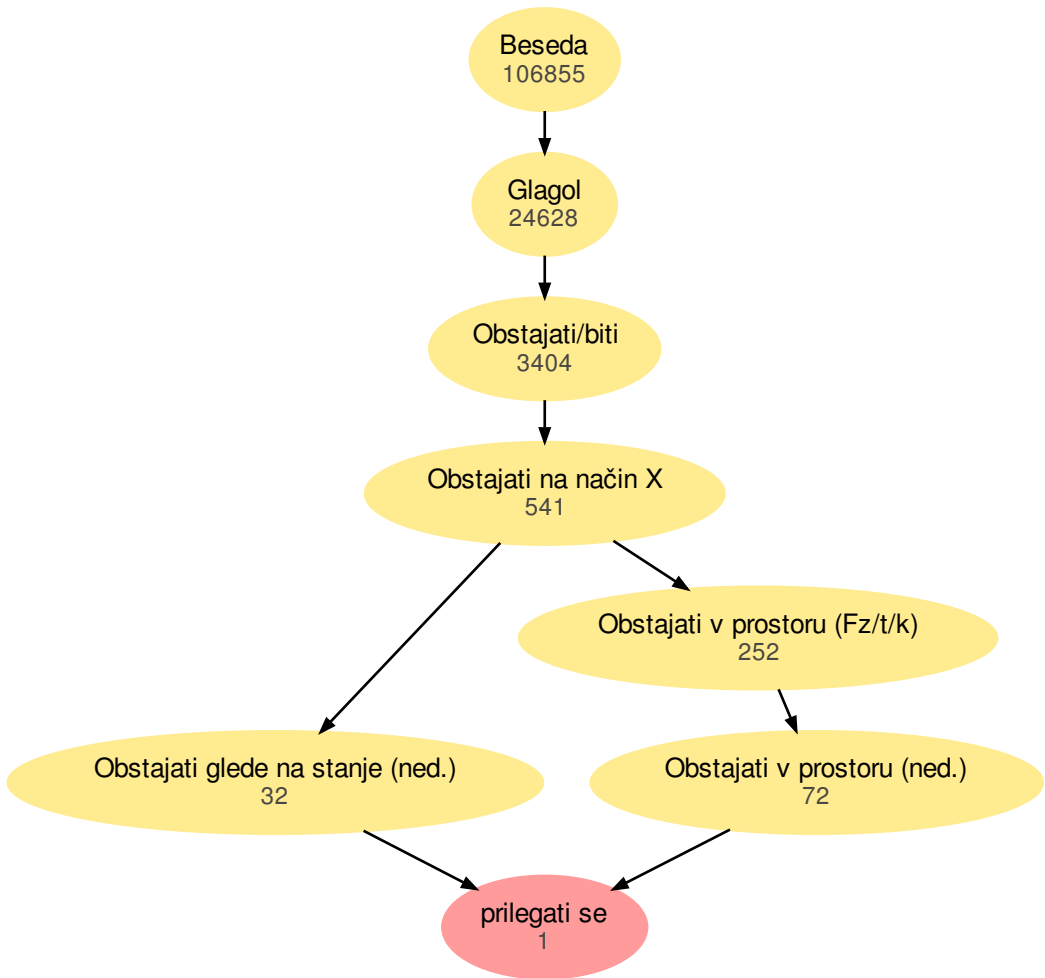 Beseda
106855
Glagol
24628
Obstajati/biti
3404
Obstajati na način X
541
Obstajati v prostoru (Fz/t/k)
252
Obstajati glede na stanje (ned.)
32
Obstajati v prostoru (ned.)
72
prilegati se
1